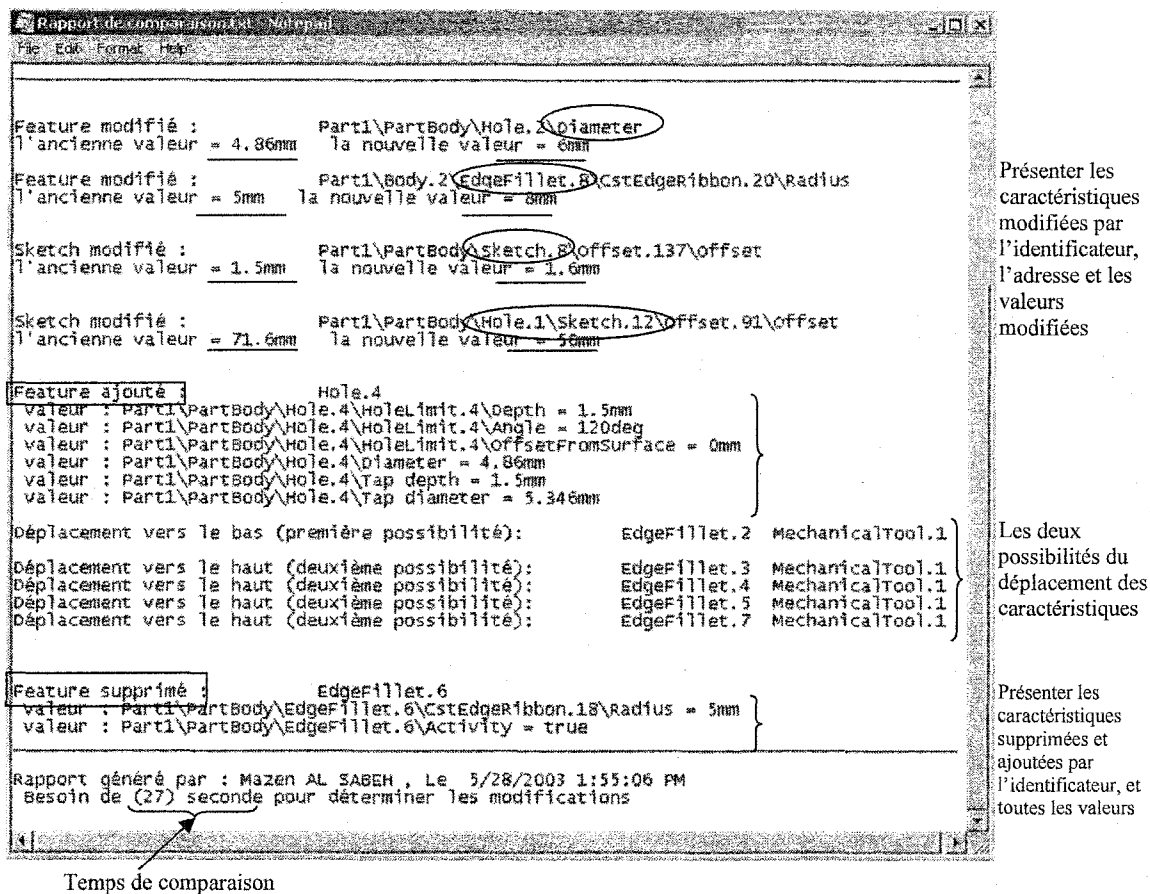 Rapport de comparaison.txt - Notepad
File Edit Format Help
Feature modifié : Part1\PartBody\Hole.2\Diameter
l'ancienne valeur = 4.86mm la nouvelle valeur = 6mm
Feature modifié : Part1\Body.2\EdgeFillet.8\CstEdgeRibbon.20\Radius
l'ancienne valeur = 5mm la nouvelle valeur = 8mm
Sketch modifié : Part1\PartBody\Sketch.8\Offset.137\Offset
l'ancienne valeur = 1.5mm la nouvelle valeur = 1.6mm
Sketch modifié : Part1\PartBody\Hole.1\Sketch.12\Offset.91\Offset
l'ancienne valeur = 71.6mm la nouvelle valeur = 50mm
Feature ajouté : Hole.4
valeur : Part1\PartBody\Hole.4\HoleLimit.4\Depth = 1.5mm
valeur : Part1\PartBody\Hole.4\HoleLimit.4\Angle = 120deg
valeur : Part1\PartBody\Hole.4\HoleLimit.4\OffsetFromSurface = 0mm
valeur : Part1\PartBody\Hole.4\Diameter = 4.86mm
valeur : Part1\PartBody\Hole.4\Tap depth = 1.5mm
valeur : Part1\PartBody\Hole.4\Tap diameter = 5.346mm
Déplacement vers le bas (première possibilité): EdgeFillet.2 MechanicalTool.1
Déplacement vers le haut (deuxième possibilité): EdgeFillet.3 MechanicalTool.1
Déplacement vers le haut (deuxième possibilité): EdgeFillet.4 MechanicalTool.1
Déplacement vers le haut (deuxième possibilité): EdgeFillet.5 MechanicalTool.1
Déplacement vers le haut (deuxième possibilité): EdgeFillet.7 MechanicalTool.1
Feature supprimé : EdgeFillet.6
valeur : Part1\PartBody\EdgeFillet.6\CstEdgeRibbon.18\Radius = 5mm
valeur : Part1\PartBody\EdgeFillet.6\Activity = true
Rapport généré par : Mazen AL SABEH , Le 5/28/2003 1:55:06 PM
Besoin de (27) seconde pour déterminer les modifications
Présenter les
caractéristiques
modifiées par
l'identificateur,
l'adresse et les
valeurs
modifiées
Les deux
possibilités du
déplacement des
caractéristiques
Présenter les
caractéristiques
supprimées et
ajoutées par
l'identificateur, et
toutes les valeurs
Temps de comparaison